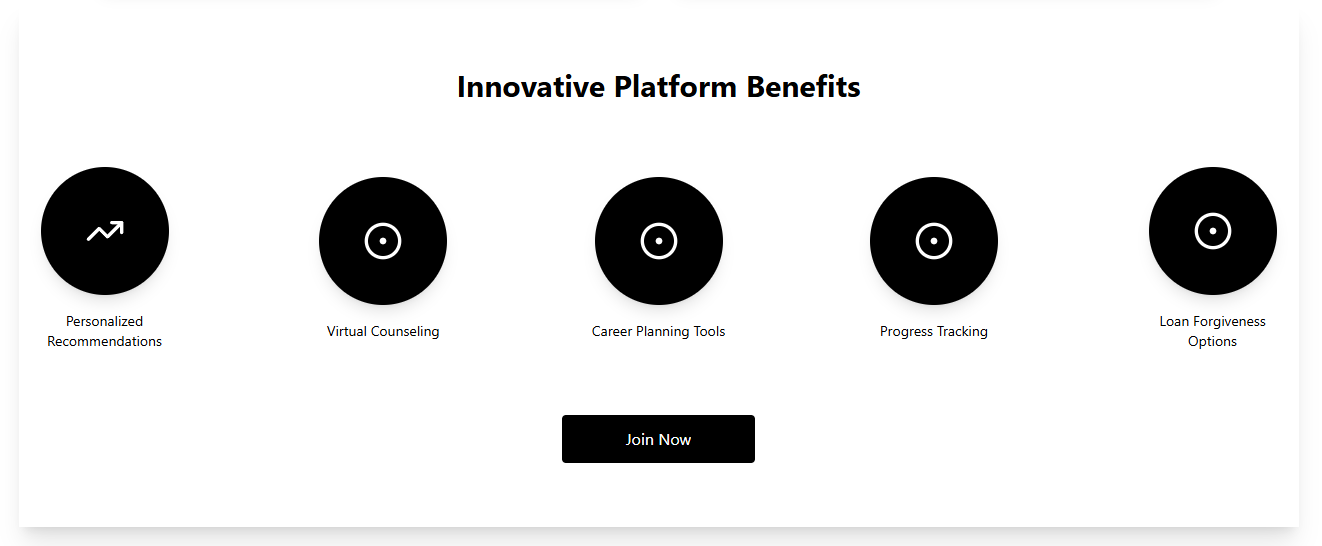 Innovative Platform Benefits
Personalized
Recommendations
Virtual Counseling
Career Planning Tools
Progress Tracking
Loan Forgiveness
Options
Join Now